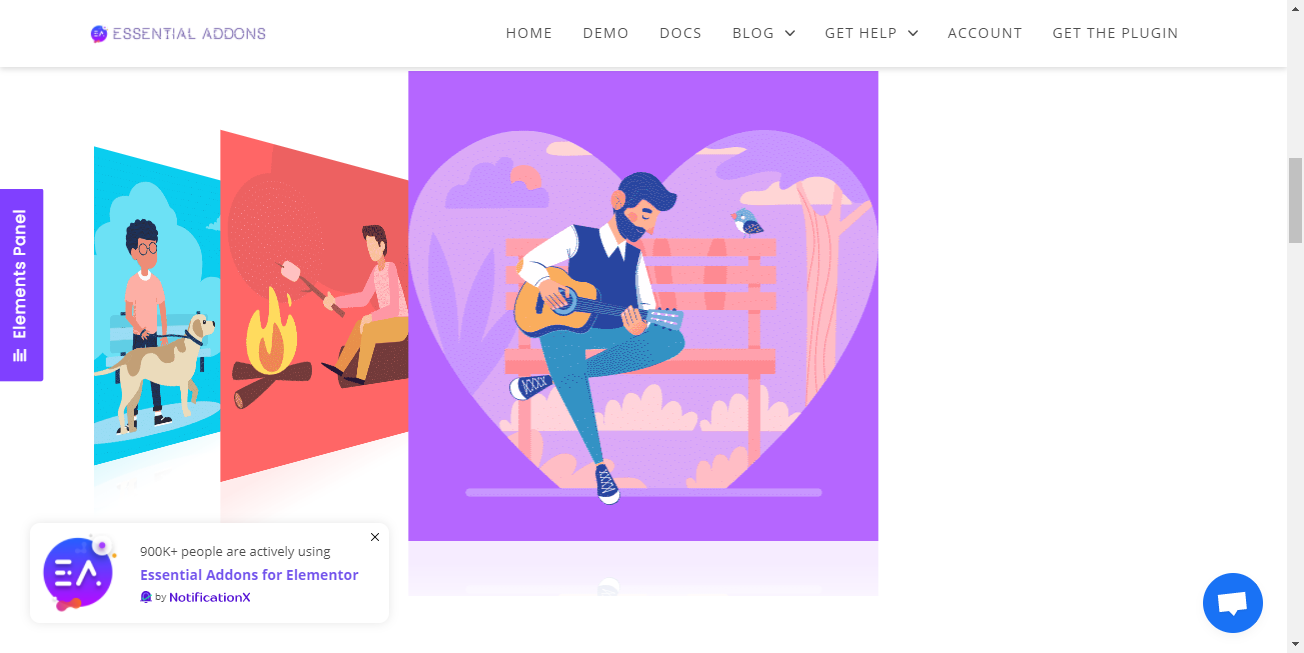 ESSENTIAL ADDONS
HOME DEMO DOCS BLOG GET HELP ACCOUNT GET THE PLUGIN
Elements Panel
900K+ people are actively using
Essential Addons for Elementor
by NotificationX
EA